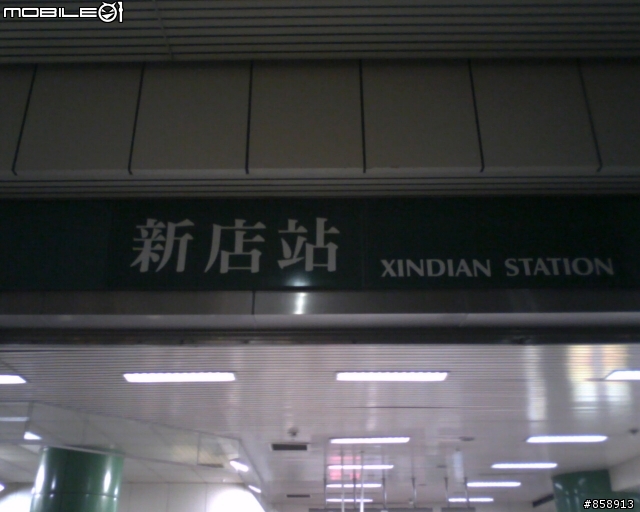 MOBILE01
新店站 XINDIAN STATION
#858913